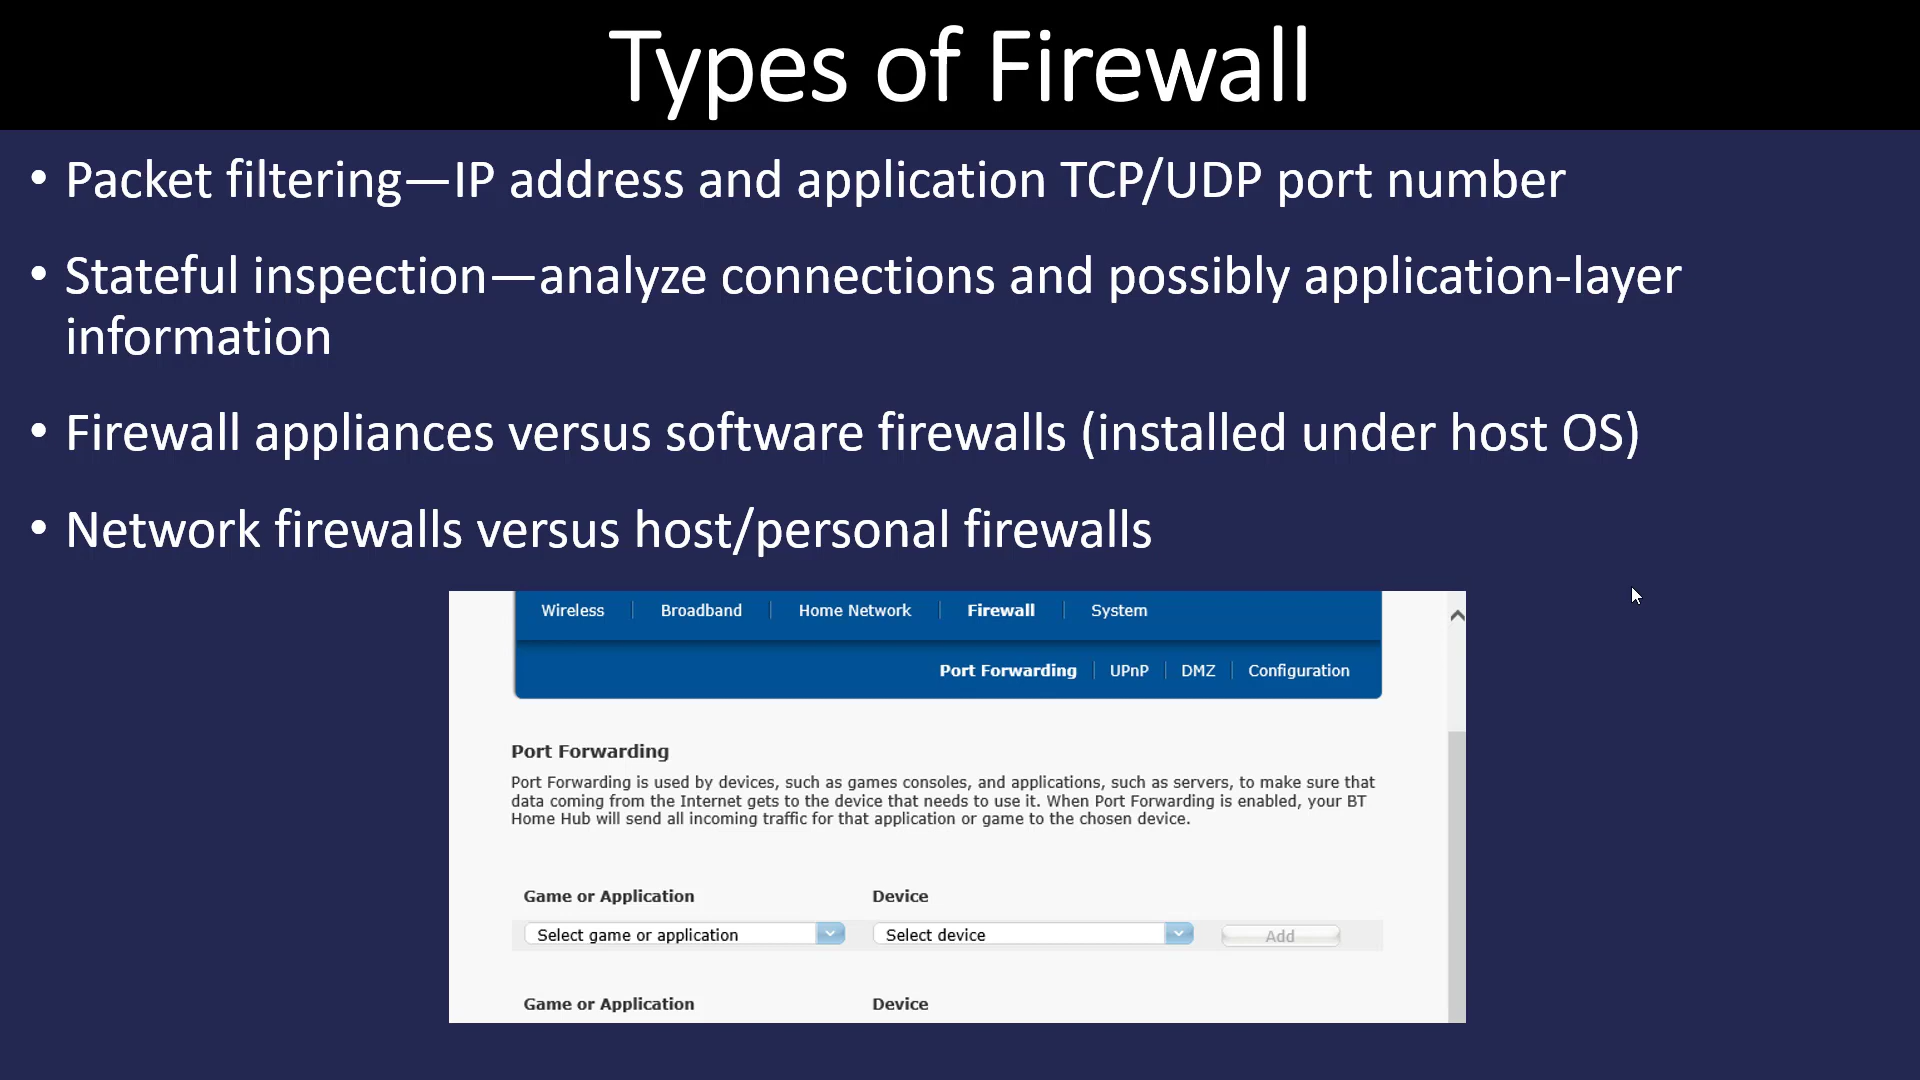 Types of Firewall
• Packet filtering—IP address and application TCP/UDP port number
• Stateful inspection—analyze connections and possibly application-layer
information
• Firewall appliances versus software firewalls (installed under host OS)
• Network firewalls versus host/personal firewalls
Wireless | Broadband | Home Network | Firewall | System
Port Forwarding | UPnP | DMZ | Configuration
Port Forwarding
Port Forwarding is used by devices, such as games consoles, and applications, such as servers, to make sure that
data coming from the Internet gets to the device that needs to use it. When Port Forwarding is enabled, your BT
Home Hub will send all incoming traffic for that application or game to the chosen device.
Game or Application Device
Select game or application Select device Add
Game or Application Device